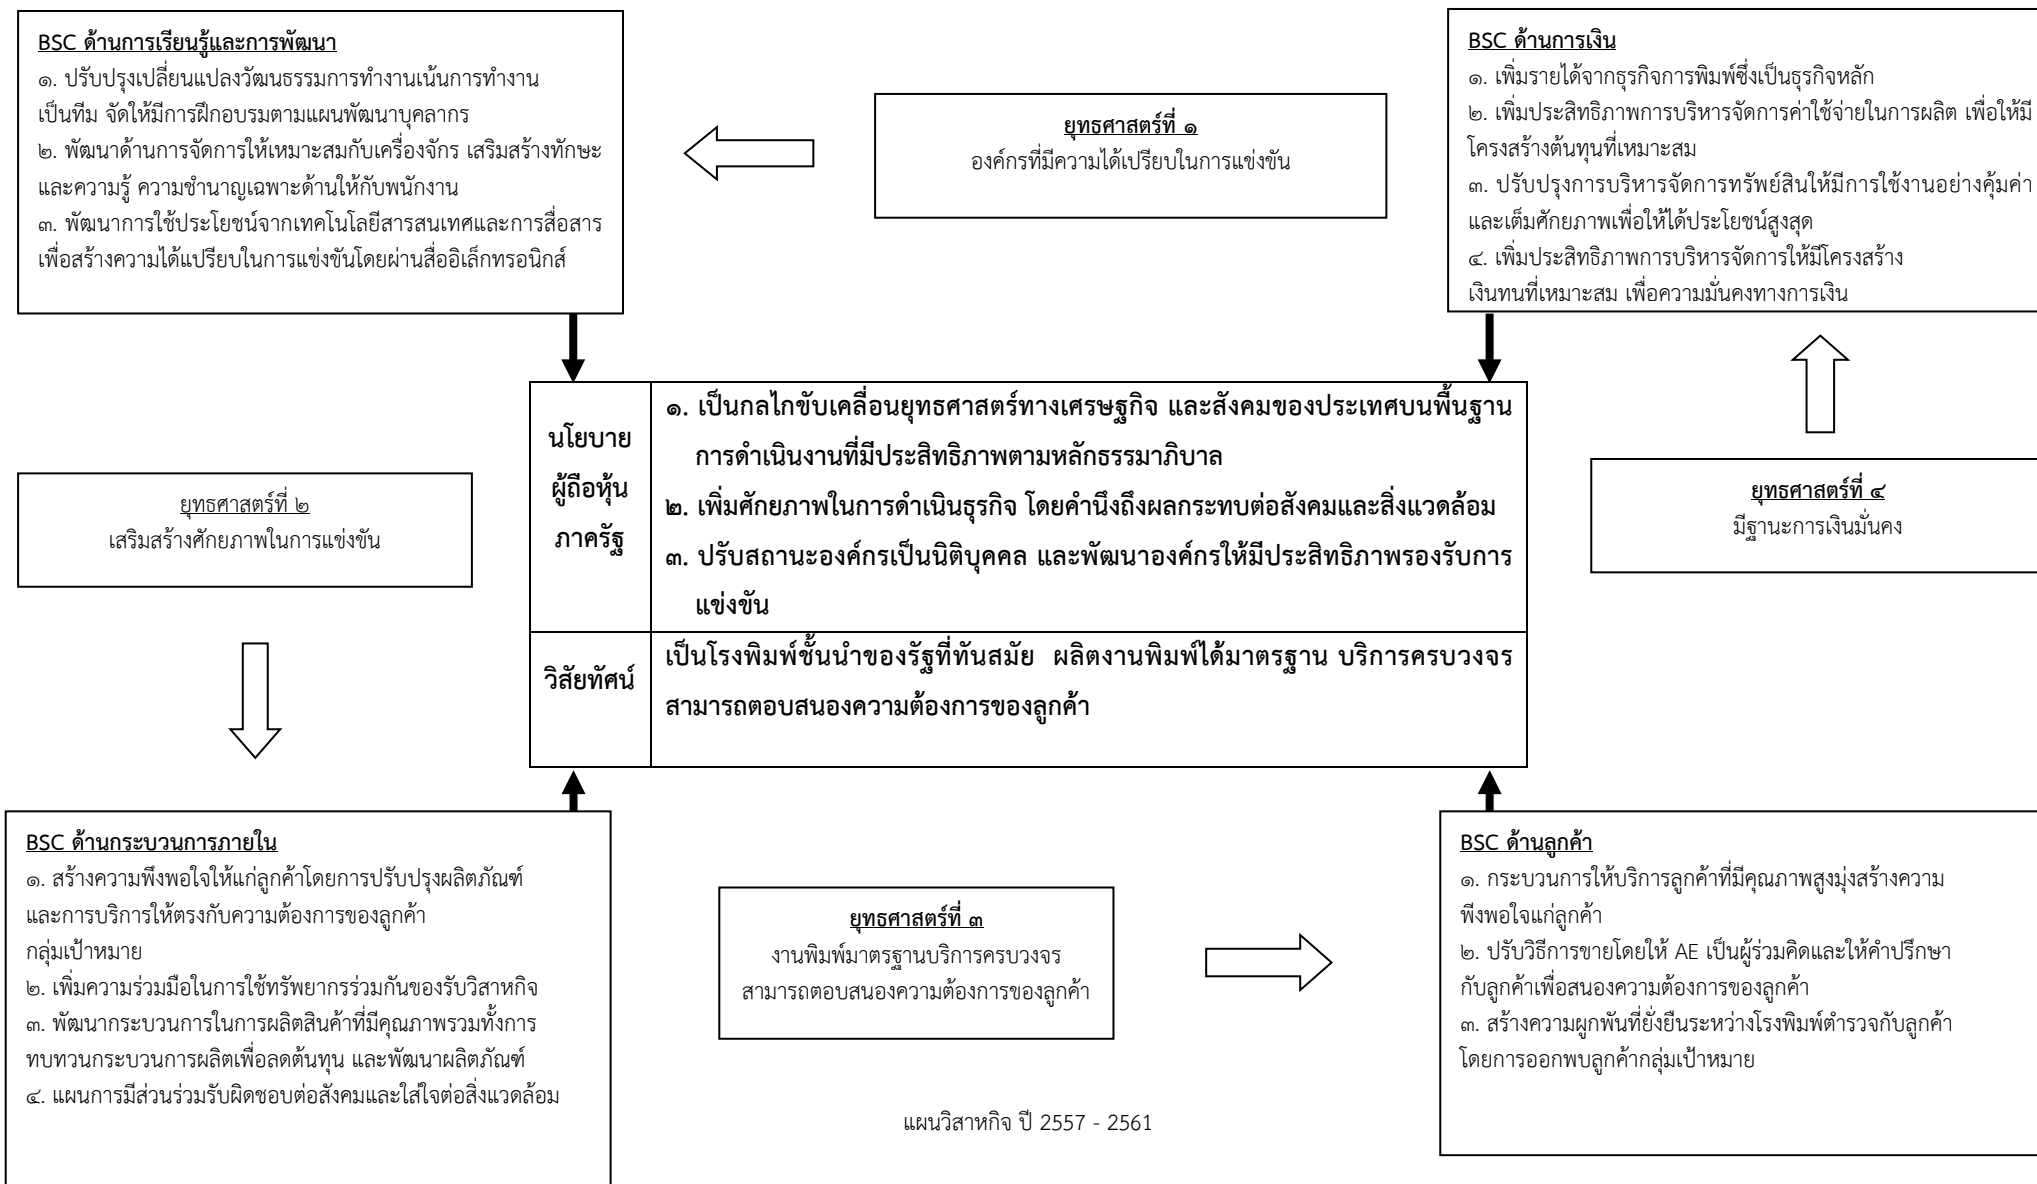 BSC ด้านการเรียนรู้และการพัฒนา
๑. ปรับปรุงเปลี่ยนแปลงวัฒนธรรมการทำงานเน้นการทำงาน
เป็นทีม จัดให้มีการฝึกอบรมตามแผนพัฒนาบุคลากร
๒. พัฒนาด้านการจัดการให้เหมาะสมกับเครื่องจักร เสริมสร้างทักษะ
และความรู้ ความชำนาญเฉพาะด้านให้กับพนักงาน
๓. พัฒนาการใช้ประโยชน์จากเทคโนโลยีสารสนเทศและการสื่อสาร
เพื่อสร้างความได้แปรียบในการแข่งขันโดยผ่านสื่ออิเล็กทรอนิกส์
ยุทธศาสตร์ที่ ๑
องค์กรที่มีความได้เปรียบในการแข่งขัน
BSC ด้านการเงิน
๑. เพิ่มรายได้จากธุรกิจการพิมพ์ซึ่งเป็นธุรกิจหลัก
๒. เพิ่มประสิทธิภาพการบริหารจัดการค่าใช้จ่ายในการผลิต เพื่อให้มี
โครงสร้างต้นทุนที่เหมาะสม
๓. ปรับปรุงการบริหารจัดการทรัพย์สินให้มีการใช้งานอย่างคุ้มค่า
และเต็มศักยภาพเพื่อให้ได้ประโยชน์สูงสุด
๔. เพิ่มประสิทธิภาพการบริหารจัดการให้มีโครงสร้าง
เงินทนที่เหมาะสม เพื่อความมั่นคงทางการเงิน
นโยบาย
ผู้ถือหุ้น
ภาครัฐ
๑. เป็นกลไกขับเคลื่อนยุทธศาสตร์ทางเศรษฐกิจ และสังคมของประเทศบนพื้นฐาน
การดำเนินงานที่มีประสิทธิภาพตามหลักธรรมาภิบาล
๒. เพิ่มศักยภาพในการดำเนินธุรกิจ โดยคำนึงถึงผลกระทบต่อสังคมและสิ่งแวดล้อม
๓. ปรับสถานะองค์กรเป็นนิติบุคคล และพัฒนาองค์กรให้มีประสิทธิภาพรองรับการ
แข่งขัน
วิสัยทัศน์
เป็นโรงพิมพ์ชั้นนำของรัฐที่ทันสมัย ผลิตงานพิมพ์ได้มาตรฐาน บริการครบวงจร
สามารถตอบสนองความต้องการของลูกค้า
ยุทธศาสตร์ที่ ๒
เสริมสร้างศักยภาพในการแข่งขัน
ยุทธศาสตร์ที่ ๔
มีฐานะการเงินมั่นคง
BSC ด้านกระบวนการภายใน
๑. สร้างความพึงพอใจให้แก่ลูกค้าโดยการปรับปรุงผลิตภัณฑ์
และการบริการให้ตรงกับความต้องการของลูกค้า
กลุ่มเป้าหมาย
๒. เพิ่มความร่วมมือในการใช้ทรัพยากรร่วมกันของรับวิสาหกิจ
๓. พัฒนากระบวนการในการผลิตสินค้าที่มีคุณภาพรวมทั้งการ
ทบทวนกระบวนการผลิตเพื่อลดต้นทุน และพัฒนาผลิตภัณฑ์
๔. แผนการมีส่วนร่วมรับผิดชอบต่อสังคมและใส่ใจต่อสิ่งแวดล้อม
ยุทธศาสตร์ที่ ๓
งานพิมพ์มาตรฐานบริการครบวงจร
สามารถตอบสนองความต้องการของลูกค้า
BSC ด้านลูกค้า
๑. กระบวนการให้บริการลูกค้าที่มีคุณภาพสูงมุ่งสร้างความ
พึงพอใจแก่ลูกค้า
๒. ปรับวิธีการขายโดยให้ AE เป็นผู้ร่วมคิดและให้คำปรึกษา
กับลูกค้าเพื่อสนองความต้องการของลูกค้า
๓. สร้างความผูกพันที่ยั่งยืนระหว่างโรงพิมพ์ตำรวจกับลูกค้า
โดยการออกพบลูกค้ากลุ่มเป้าหมาย
แผนวิสาหกิจ ปี 2557 - 2561